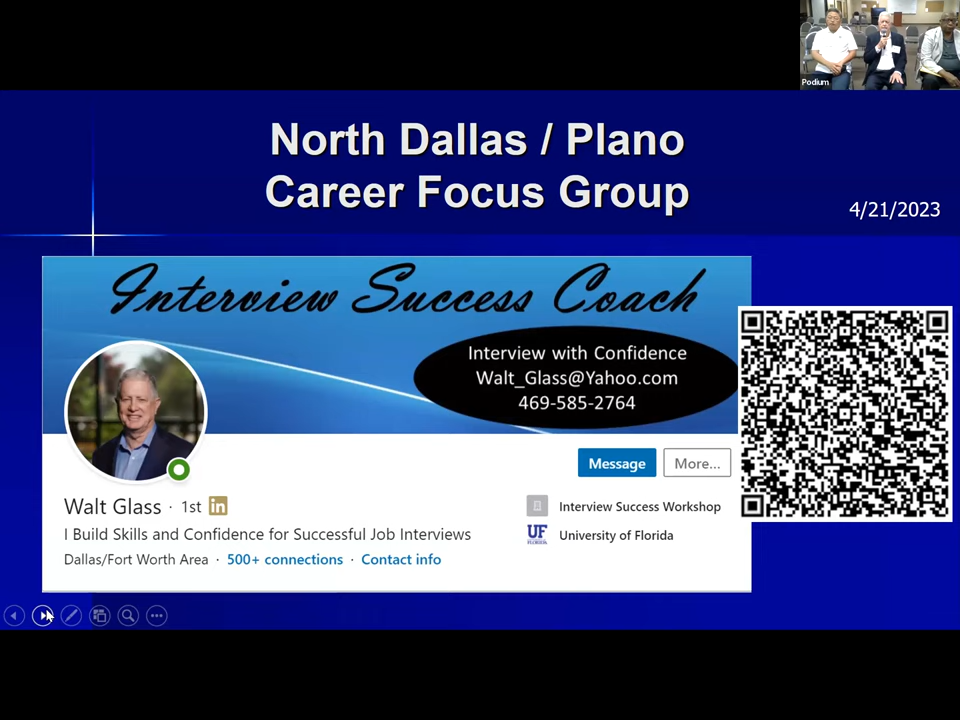 Podium
North Dallas / Plano
Career Focus Group
4/21/2023
Interview Success Coach
Interview with Confidence
Walt_Glass@Yahoo.com
469-585-2764
Message
More...
Walt Glass · 1st in
I Build Skills and Confidence for Successful Job Interviews
Dallas/Fort Worth Area · 500+ connections · Contact info
Interview Success Workshop
UF
FLORIDA
University of Florida